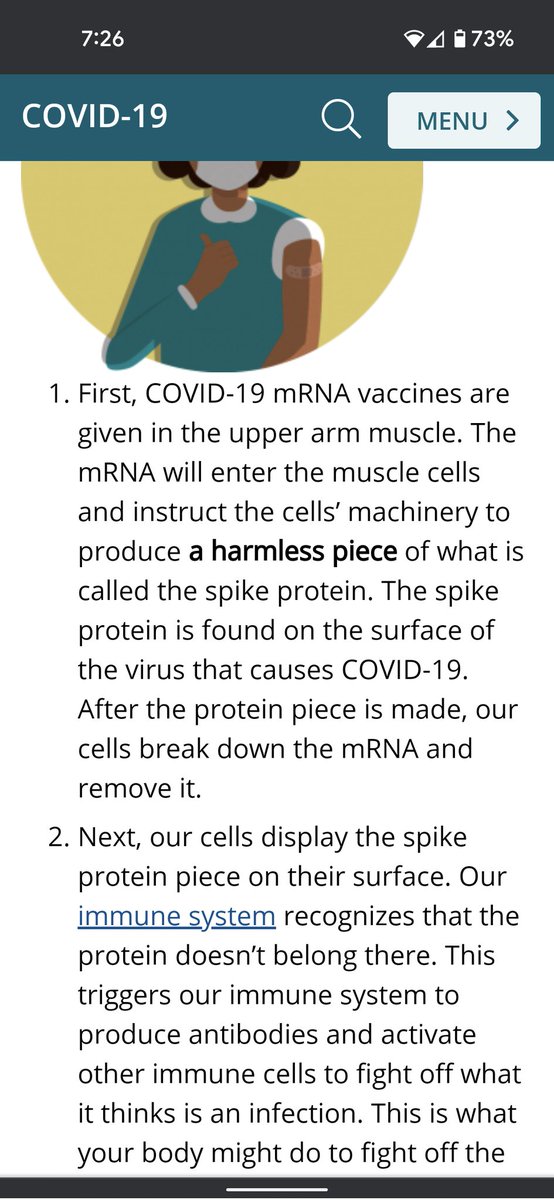 7:26 73%
COVID-19 MENU
1. First, COVID-19 mRNA vaccines are
given in the upper arm muscle. The
mRNA will enter the muscle cells
and instruct the cells’ machinery to
produce a harmless piece of what is
called the spike protein. The spike
protein is found on the surface of
the virus that causes COVID-19.
After the protein piece is made, our
cells break down the mRNA and
remove it.
2. Next, our cells display the spike
protein piece on their surface. Our
immune system recognizes that the
protein doesn’t belong there. This
triggers our immune system to
produce antibodies and activate
other immune cells to fight off what
it thinks is an infection. This is what
your body might do to fight off the